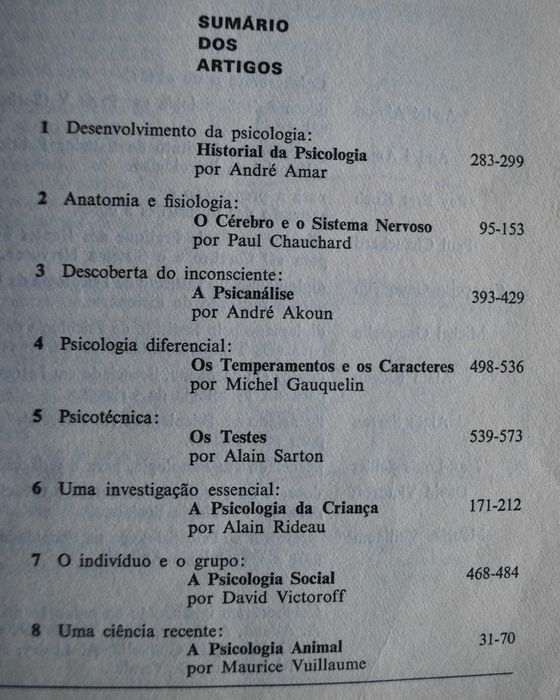 SUMÁRIO
DOS
ARTIGOS
1 Desenvolvimento da psicologia:
Historial da Psicologia 283-299
por André Amar
2 Anatomia e fisiologia:
O Cérebro e o Sistema Nervoso 95-153
por Paul Chauchard
3 Descoberta do inconsciente:
A Psicanálise 393-429
por André Akoun
4 Psicologia diferencial:
Os Temperamentos e os Caracteres 498-536
por Michel Gauquelin
5 Psicotécnica:
Os Testes 539-573
por Alain Sarton
6 Uma investigação essencial:
A Psicologia da Criança 171-212
por Alain Rideau
7 O indivíduo e o grupo:
A Psicologia Social 468-484
por David Victoroff
8 Uma ciência recente:
A Psicologia Animal 31-70
por Maurice Vuillaume